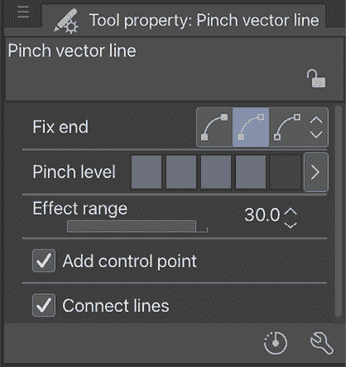 Tool property: Pinch vector line
Pinch vector line
Fix end
Pinch level
Effect range 30.0
Add control point
Connect lines